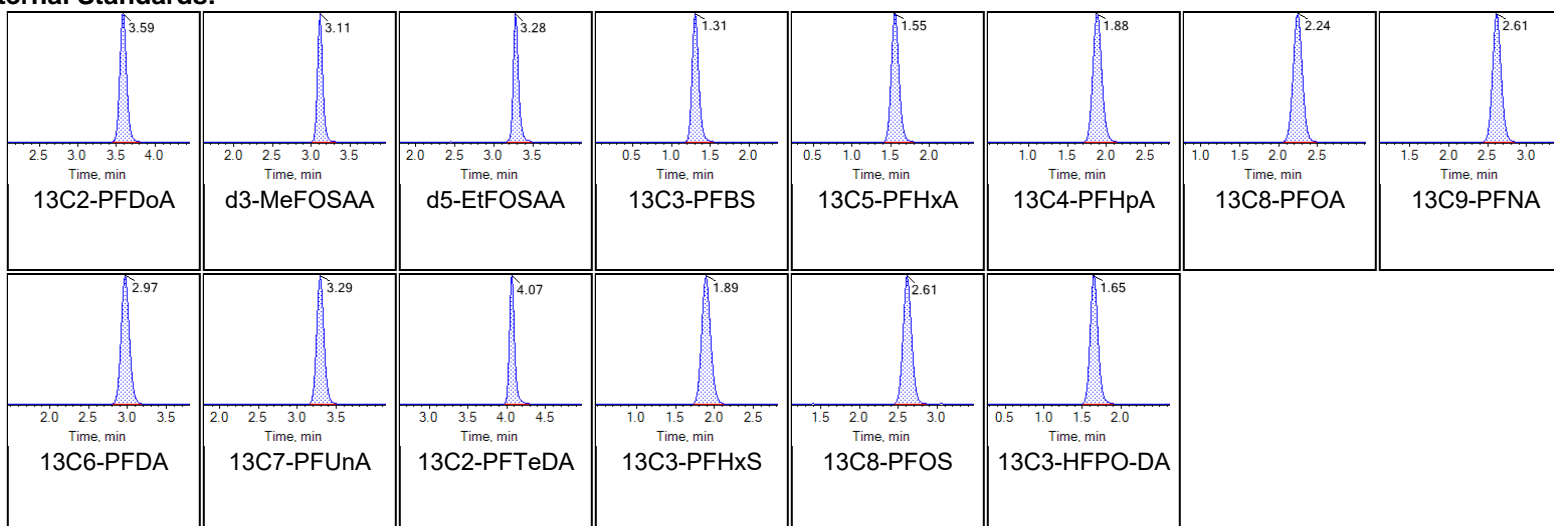 3.59 3.11 3.28 1.31 1.55 1.88 2.24 2.61
2.5 3.0 3.5 4.0 2.0 2.5 3.0 3.5 2.0 2.5 3.0 3.5 0.5 1.0 1.5 2.0 0.5 1.0 1.5 2.0 1.0 1.5 2.0 2.5 1.0 1.5 2.0 2.5 1.5 2.0 2.5 3.0
Time, min Time, min Time, min Time, min Time, min Time, min Time, min Time, min
13C2-PFDoA d3-MeFOSAA d5-EtFOSAA 13C3-PFBS 13C5-PFHxA 13C4-PFHpA 13C8-PFOA 13C9-PFNA
2.97 3.29 4.07 1.89 2.61 1.65
2.0 2.5 3.0 3.5 2.0 2.5 3.0 3.5 3.0 3.5 4.0 4.5 1.0 1.5 2.0 2.5 1.5 2.0 2.5 3.0 0.5 1.0 1.5 2.0
Time, min Time, min Time, min Time, min Time, min Time, min
13C6-PFDA 13C7-PFUnA 13C2-PFTeDA 13C3-PFHxS 13C8-PFOS 13C3-HFPO-DA